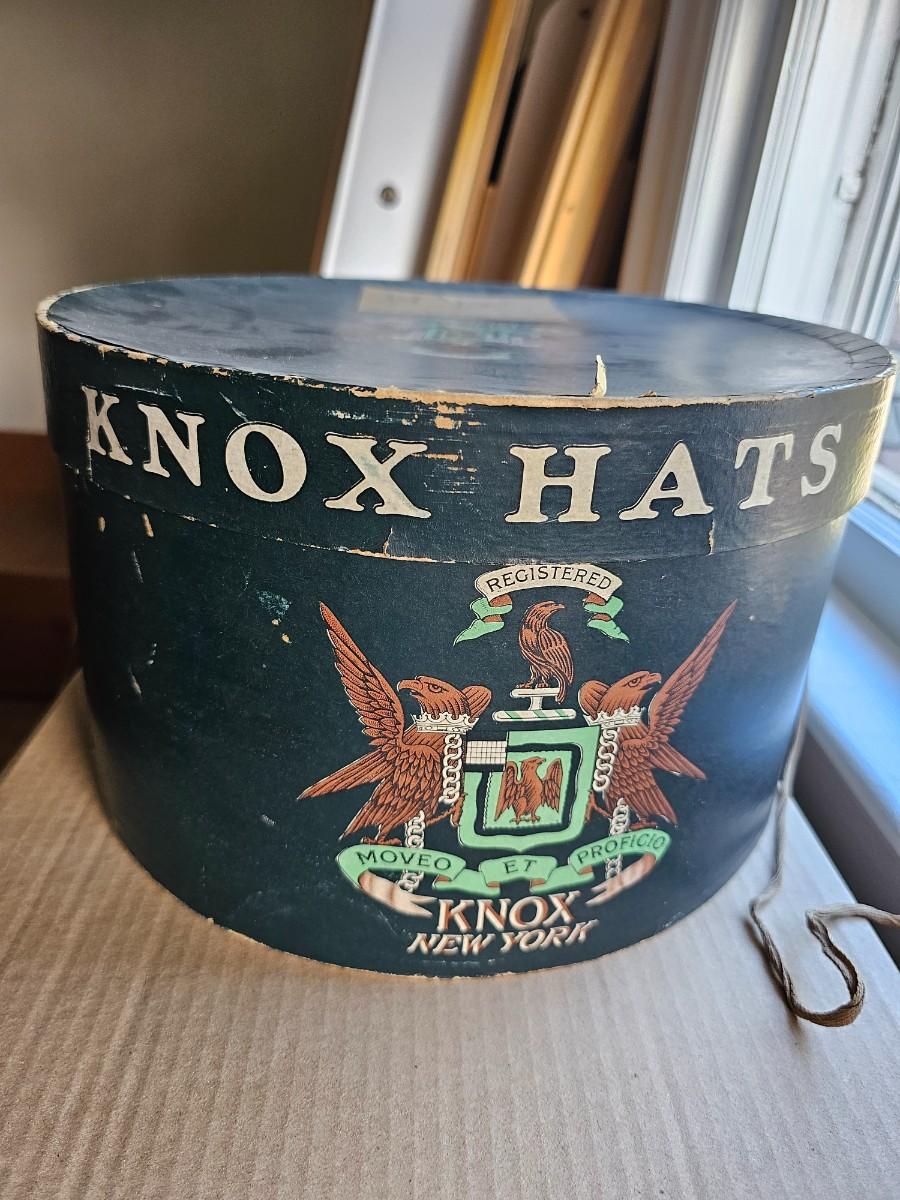 KNOX HATS
REGISTERED
MOVEO ET PROFICIO
KNOX
NEW YORK